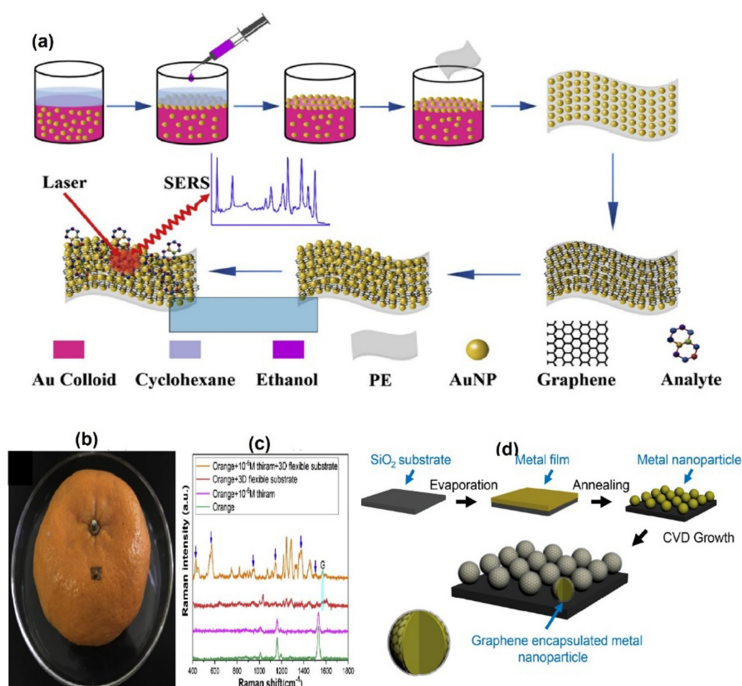 (a)
Laser
SERS
Au Colloid
Cyclohexane
Ethanol
PE
AuNP
Graphene
Analyte
(b)
(c)
Orange+10⁻⁶M thiram+3D flexible substrate
Orange+3D flexible substrate
Orange+10⁻⁶M thiram
Orange
G
Raman intensity (a.u.)
400 600 800 1000 1200 1400 1600 1800
Raman shift(cm⁻¹)
(d)
SiO₂ substrate
Metal film
Metal nanoparticle
Evaporation
Annealing
CVD Growth
Graphene encapsulated metal
nanoparticle